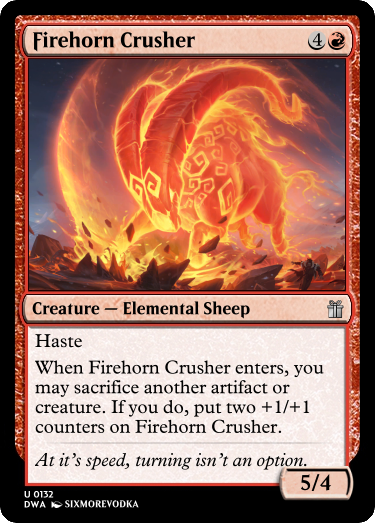 Firehorn Crusher 4
Creature — Elemental Sheep
Haste
When Firehorn Crusher enters, you
may sacrifice another artifact or
creature. If you do, put two +1/+1
counters on Firehorn Crusher.
At it's speed, turning isn't an option.
5/4
U 0132
DWA SIXMOREVODKA